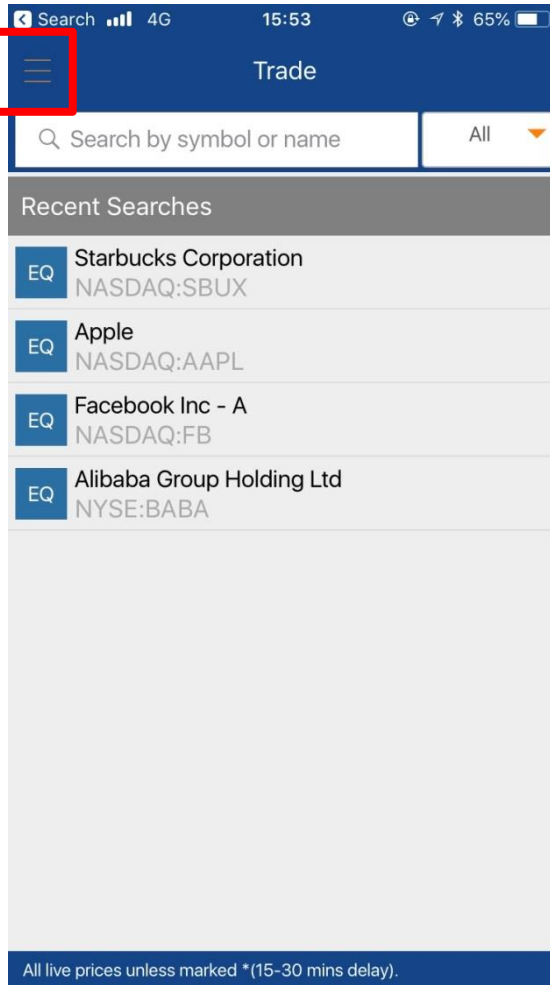 Search 4G 15:53 65%
Trade
Search by symbol or name All
Recent Searches
EQ Starbucks Corporation
NASDAQ:SBUX
EQ Apple
NASDAQ:AAPL
EQ Facebook Inc - A
NASDAQ:FB
EQ Alibaba Group Holding Ltd
NYSE:BABA
All live prices unless marked *(15-30 mins delay).